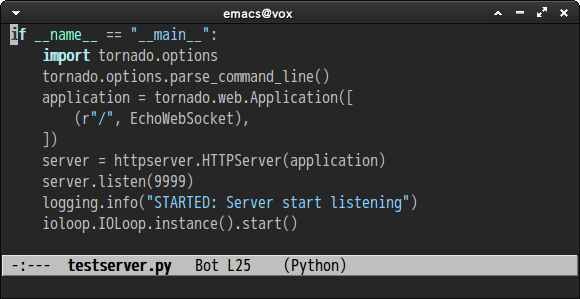 emacs@vox
if __name__ == "__main__":
    import tornado.options
    tornado.options.parse_command_line()
    application = tornado.web.Application([
        (r"/", EchoWebSocket),
    ])
    server = httpserver.HTTPServer(application)
    server.listen(9999)
    logging.info("STARTED: Server start listening")
    ioloop.IOLoop.instance().start()
-:---  testserver.py   Bot L25    (Python)